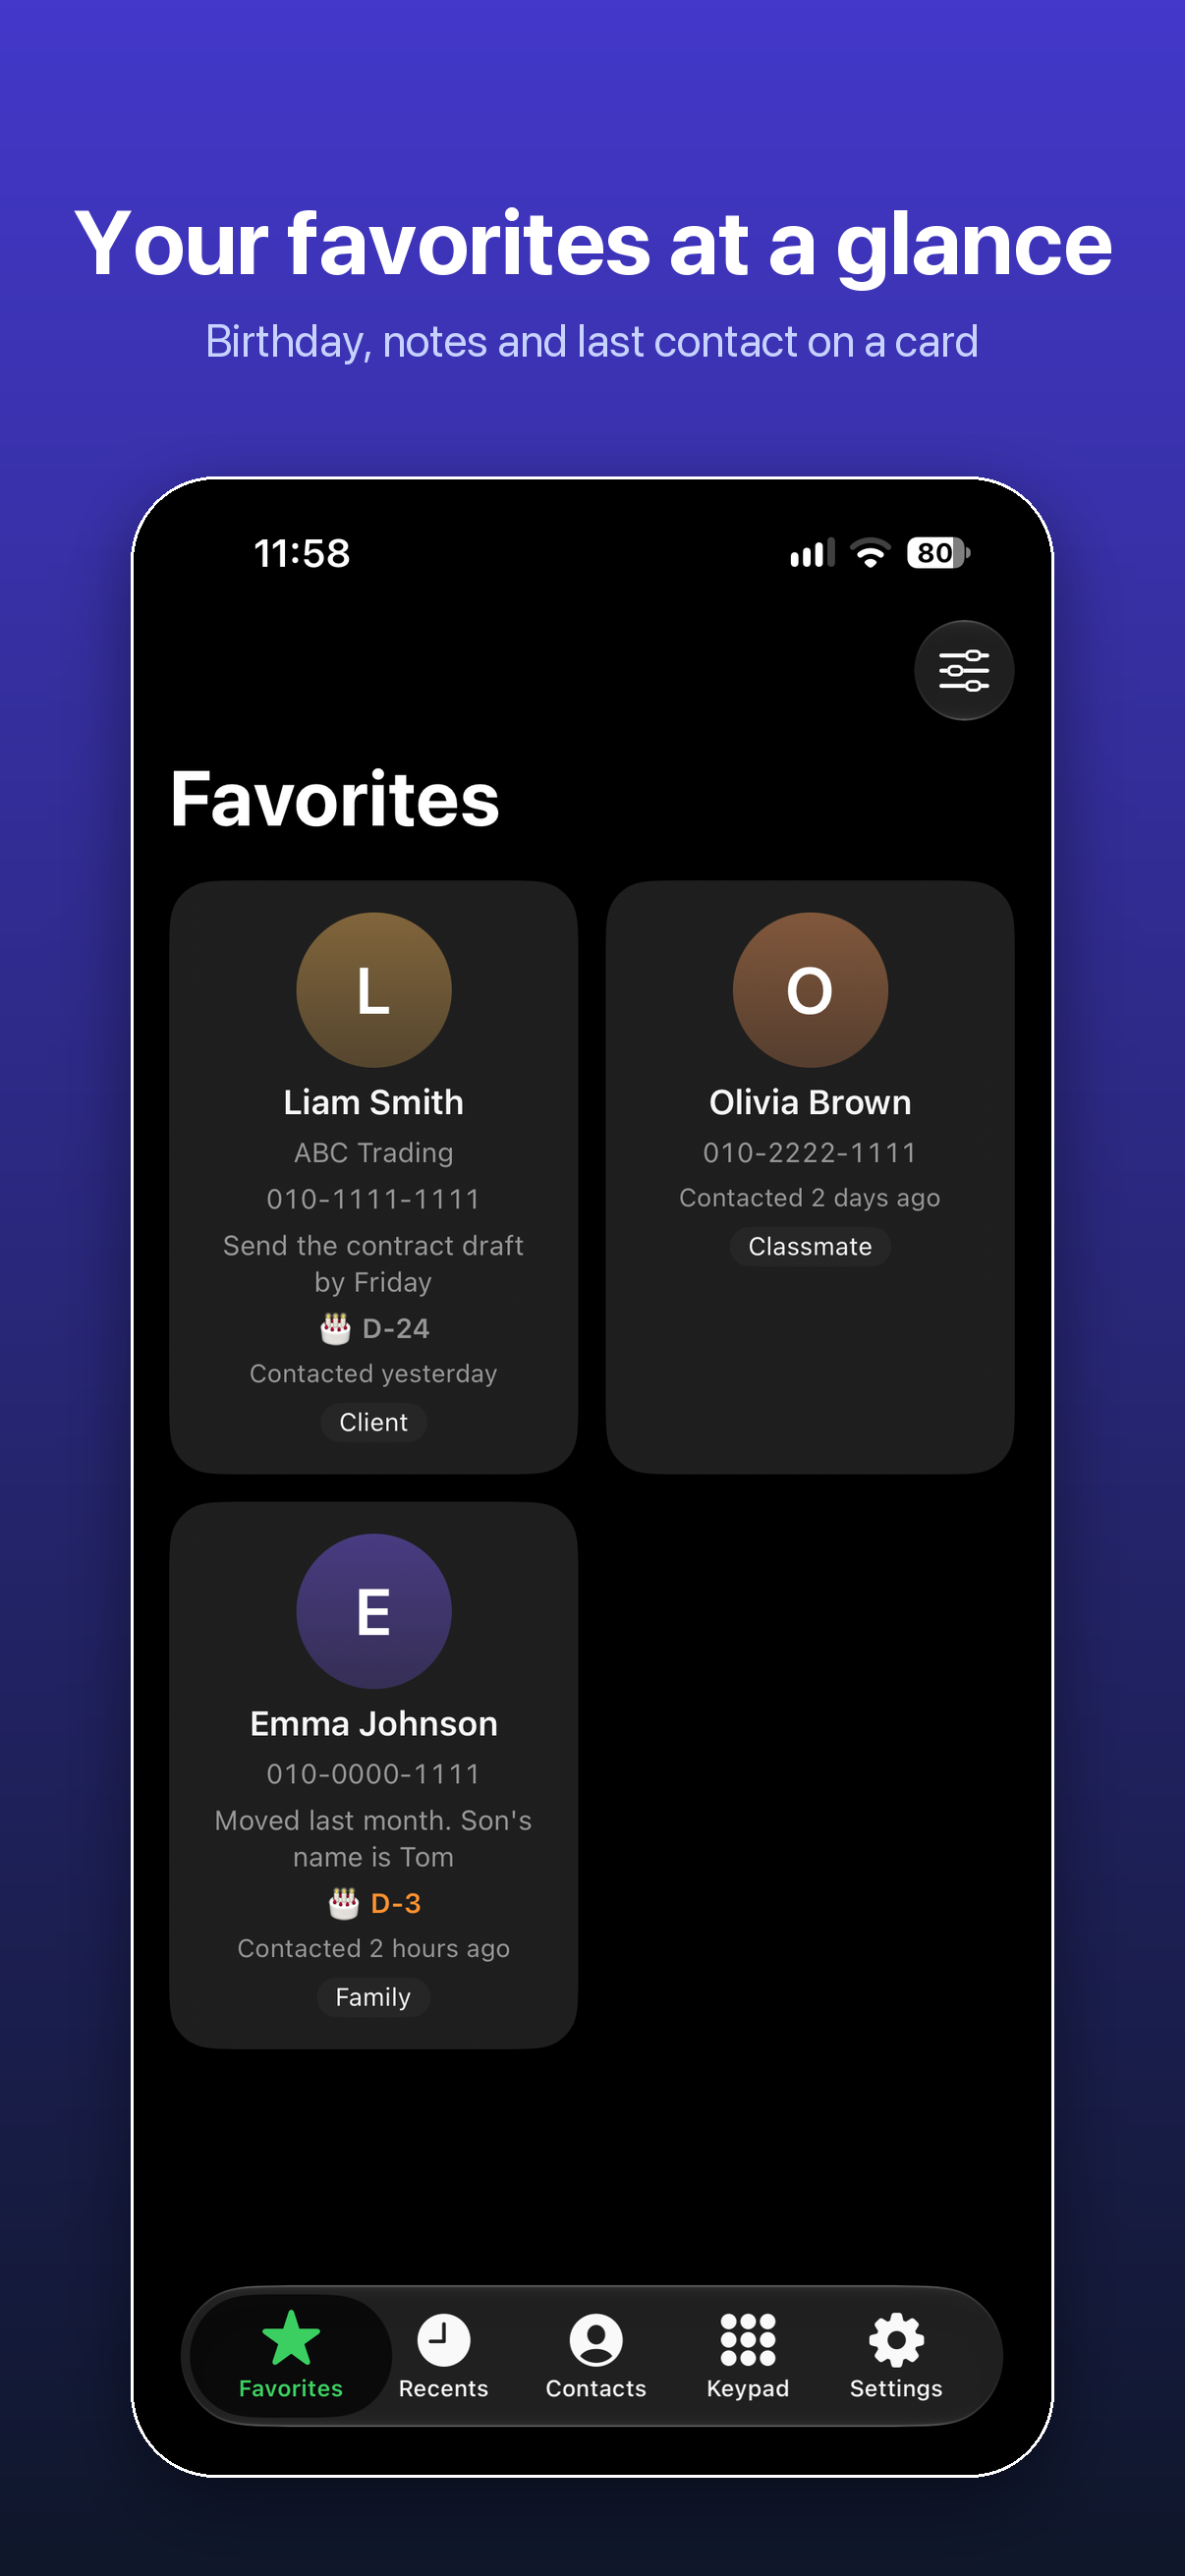 Your favorites at a glance
Birthday, notes and last contact on a card
11:58
80
Favorites
L
Liam Smith
ABC Trading
010-1111-1111
Send the contract draft
by Friday
🎂 D-24
Contacted yesterday
Client
O
Olivia Brown
010-2222-1111
Contacted 2 days ago
Classmate
E
Emma Johnson
010-0000-1111
Moved last month. Son's
name is Tom
🎂 D-3
Contacted 2 hours ago
Family
Favorites
Recents
Contacts
Keypad
Settings